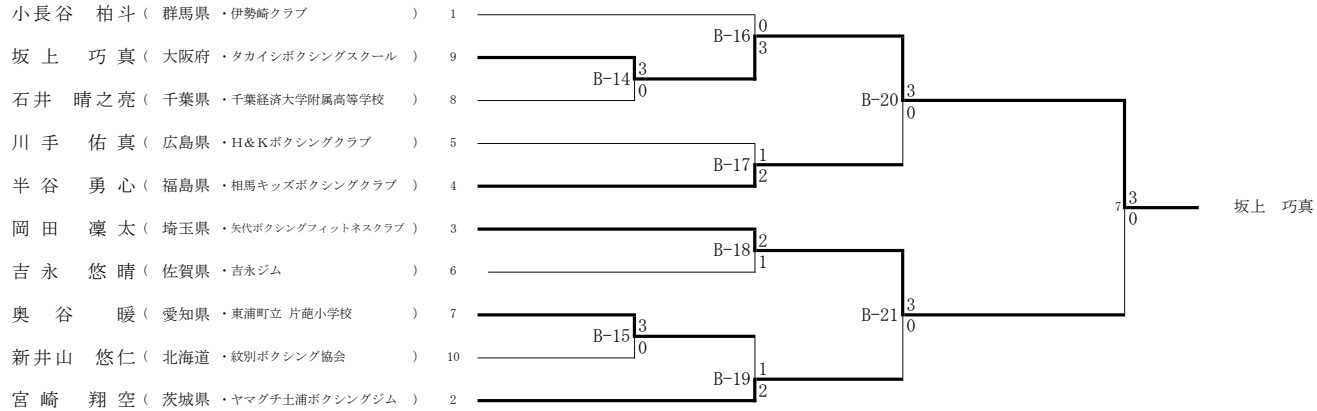 小長谷 柏斗 ( 群馬県 ・伊勢崎クラブ ) 1
0
B-16
3
坂上 巧真 ( 大阪府 ・タカイシボクシングスクール ) 9
3
B-14
0
石井 晴之亮 ( 千葉県 ・千葉経済大学附属高等学校 ) 8
3
B-20
0
川手 佑真 ( 広島県 ・H&Kボクシングクラブ ) 5
1
B-17
2
半谷 勇心 ( 福島県 ・相馬キッズボクシングクラブ ) 4
3
7
0
坂上 巧真
岡田 凜太 ( 埼玉県 ・矢代ボクシングフィットネスクラブ ) 3
2
B-18
1
吉永 悠晴 ( 佐賀県 ・吉永ジム ) 6
奥谷 暖 ( 愛知県 ・東浦町立 片葩小学校 ) 7
3
B-21
0
3
B-15
0
新井山 悠仁 ( 北海道 ・紋別ボクシング協会 ) 10
1
B-19
2
宮崎 翔空 ( 茨城県 ・ヤマグチ土浦ボクシングジム ) 2